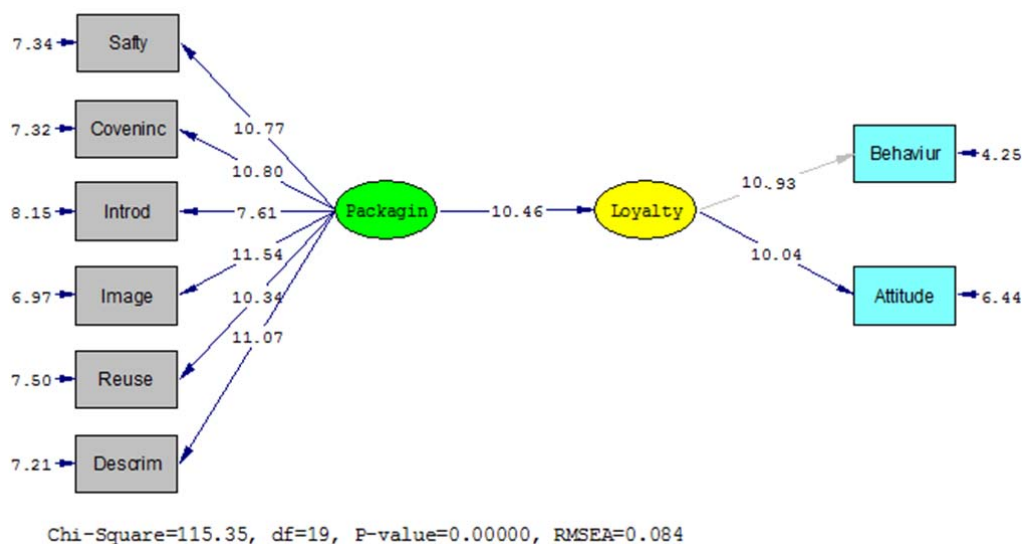 7.34
Safty
10.77
7.32
Coveninc
10.80
8.15
Introd
7.61
6.97
Image
11.54
7.50
Reuse
10.34
7.21
Descrim
11.07
Packagin
10.46
Loyalty
10.93
Behaviur
4.25
10.04
Attitude
6.44
Chi-Square=115.35, df=19, P-value=0.00000, RMSEA=0.084